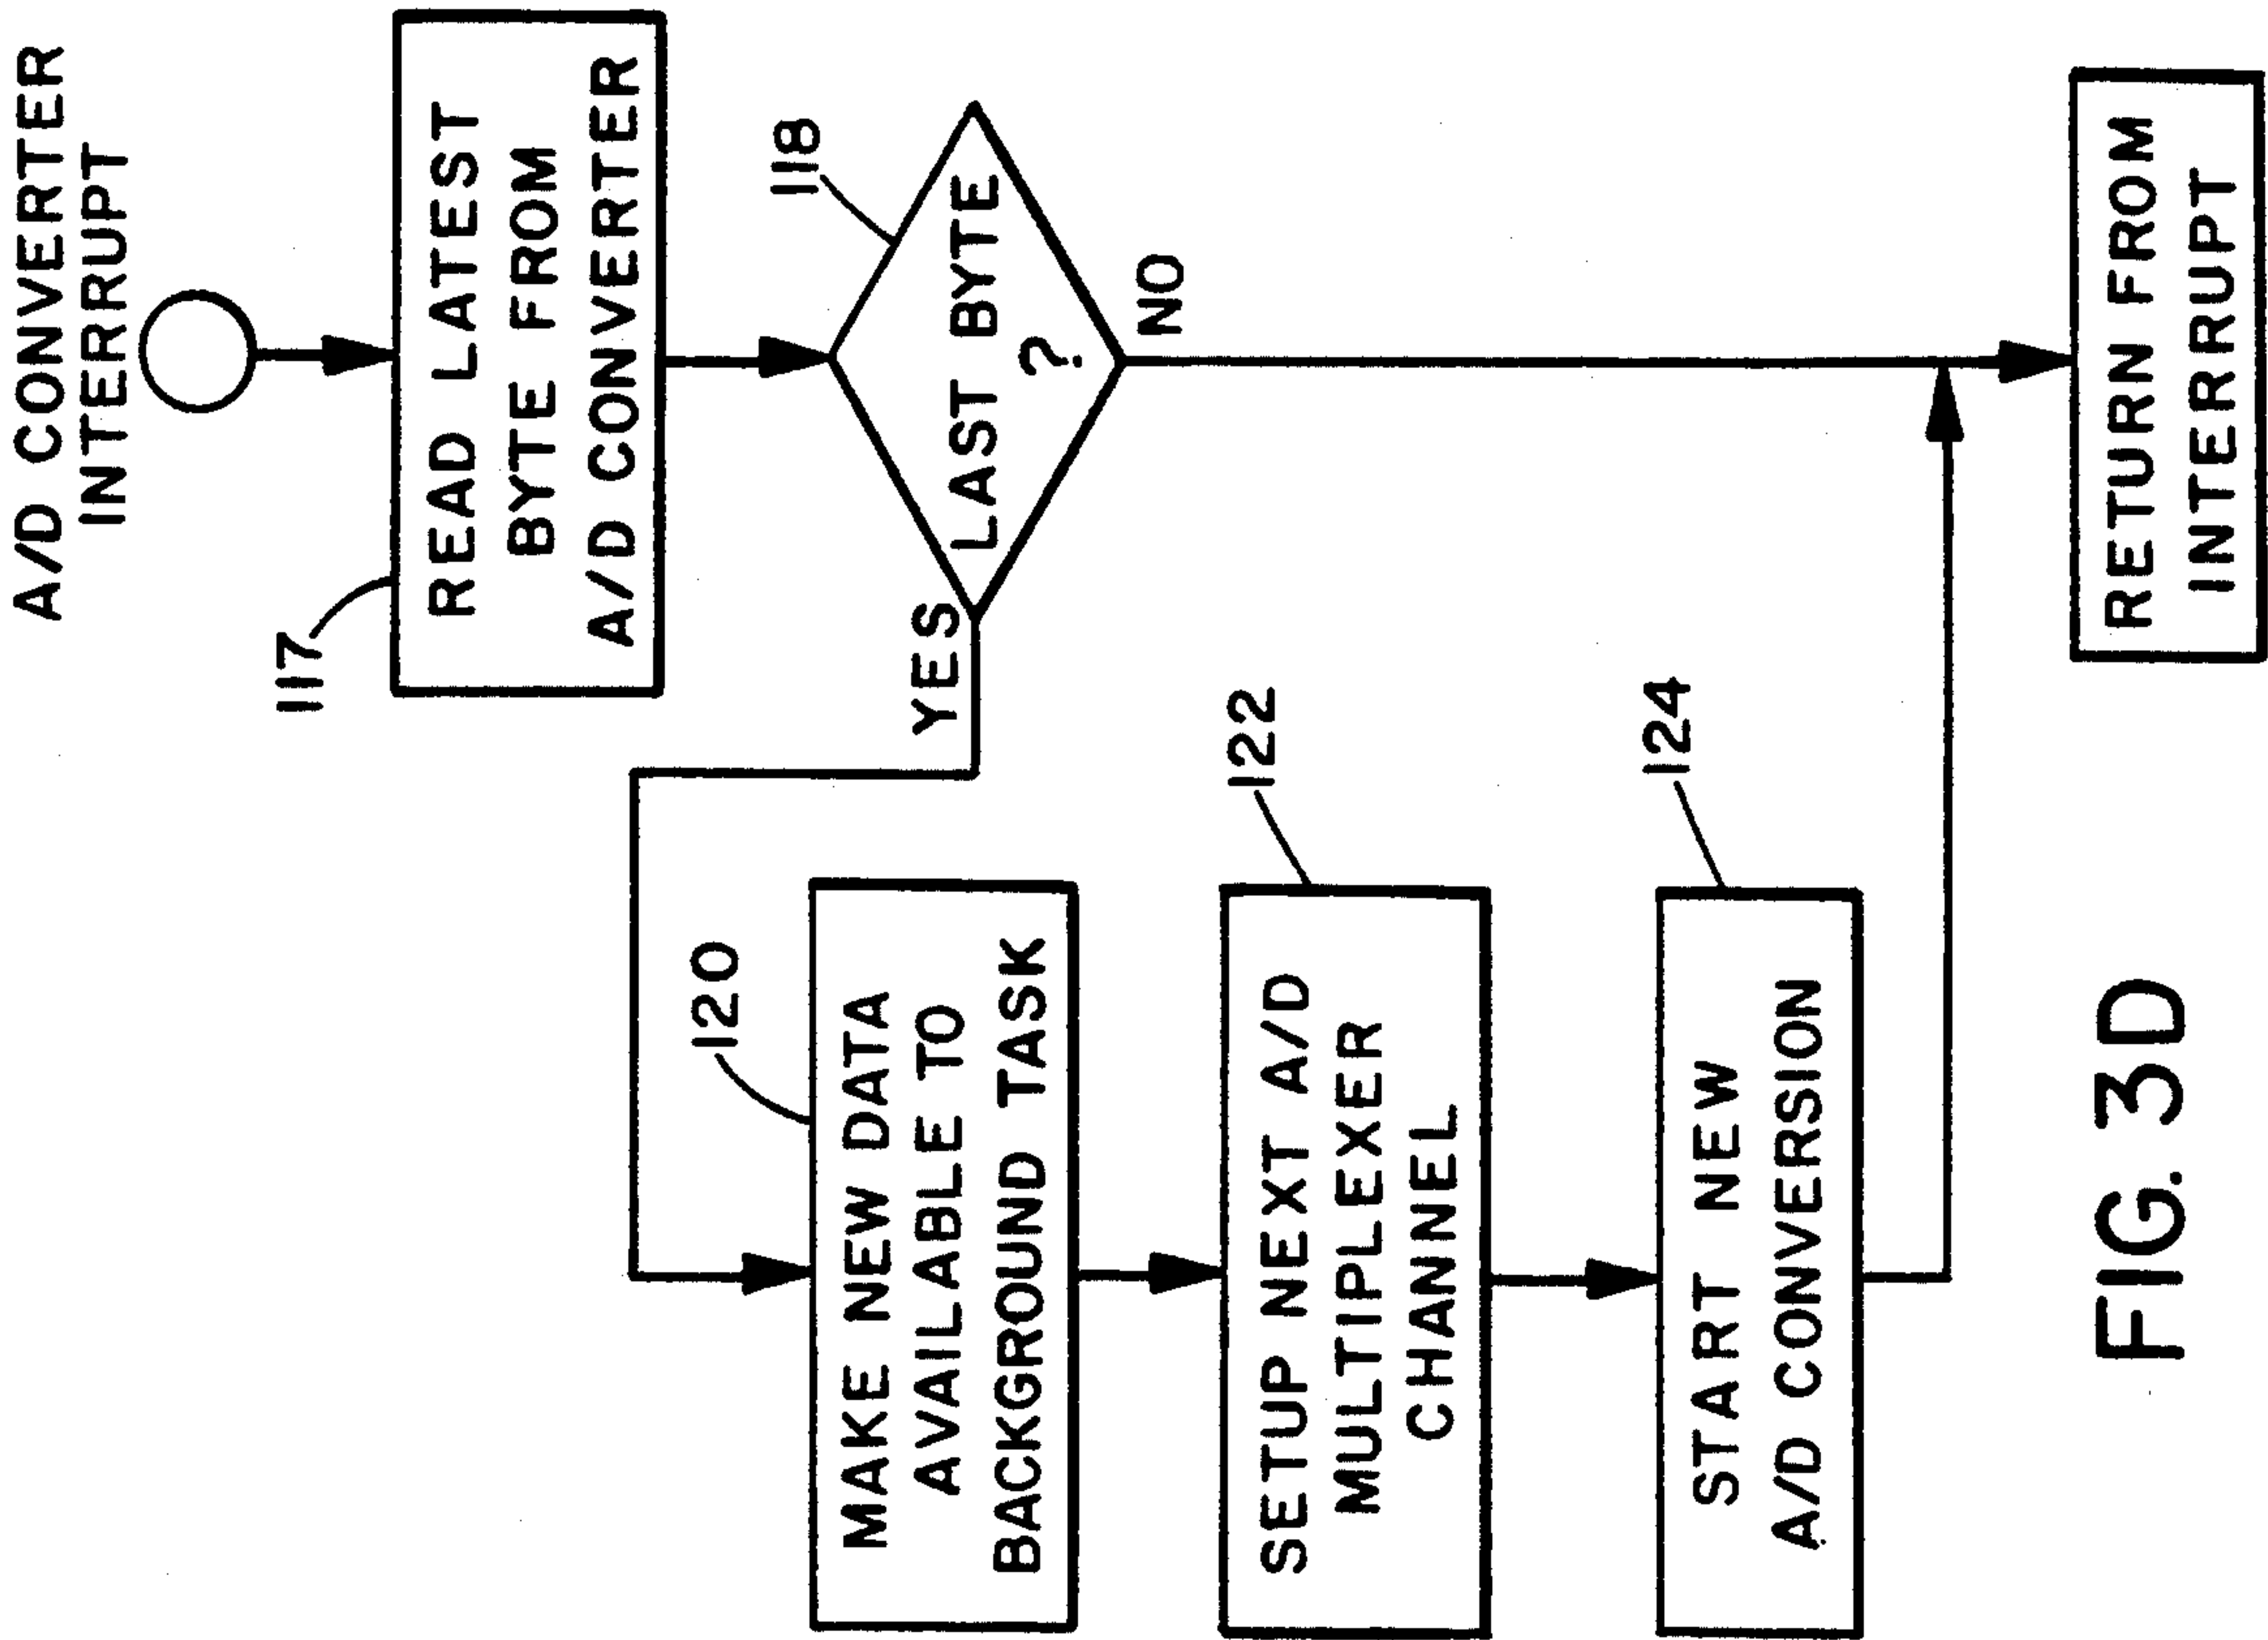 A/D CONVERTER
INTERRUPT
117
READ LATEST
BYTE FROM
A/D CONVERTER
118
LAST BYTE
?
YES
NO
120
MAKE NEW DATA
AVAILABLE TO
BACKGROUND TASK
122
SETUP NEXT A/D
MULTIPLEXER
CHANNEL
124
START NEW
A/D CONVERSION
RETURN FROM
INTERRUPT
FIG. 3D